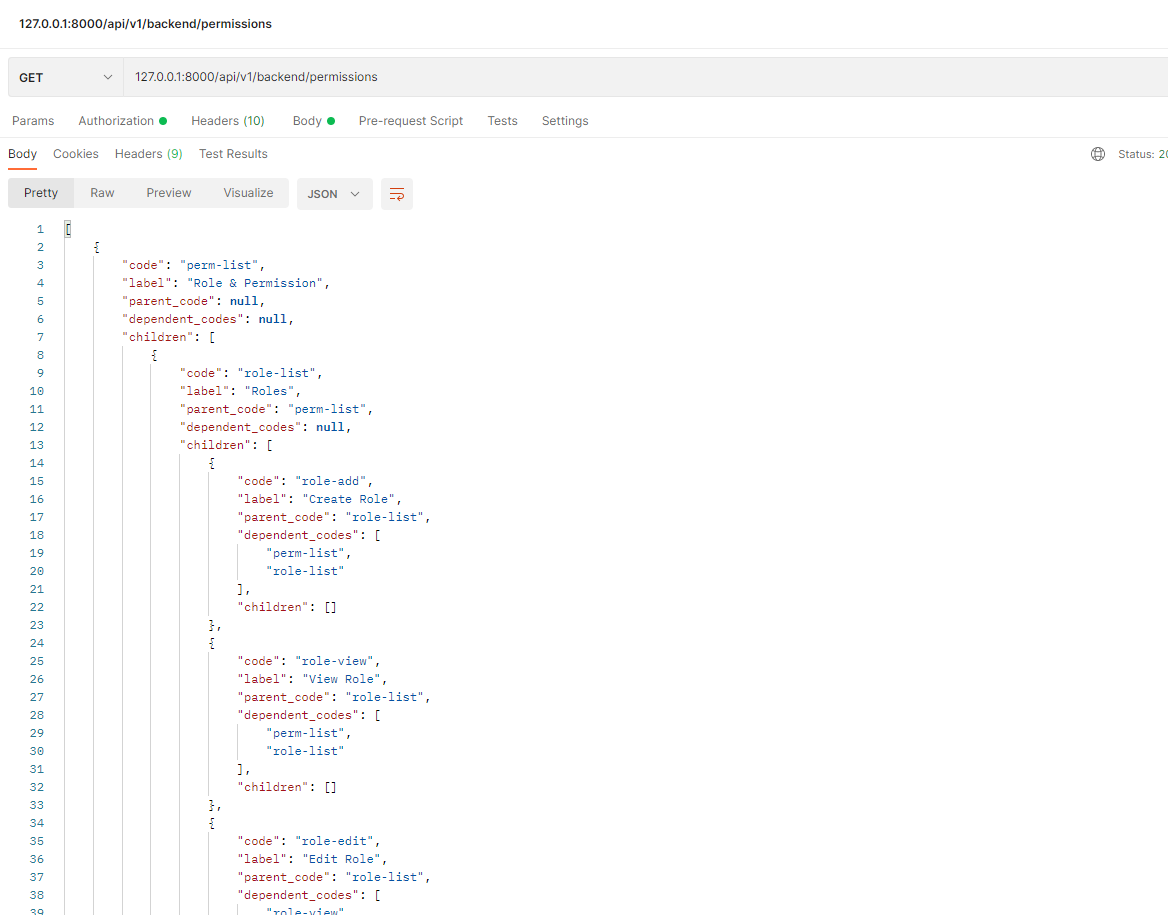 127.0.0.1:8000/api/v1/backend/permissions
GET 127.0.0.1:8000/api/v1/backend/permissions
Params Authorization Headers (10) Body Pre-request Script Tests Settings
Body Cookies Headers (9) Test Results Status: 20
Pretty Raw Preview Visualize JSON
1 [
2 {
3 "code": "perm-list",
4 "label": "Role & Permission",
5 "parent_code": null,
6 "dependent_codes": null,
7 "children": [
8 {
9 "code": "role-list",
10 "label": "Roles",
11 "parent_code": "perm-list",
12 "dependent_codes": null,
13 "children": [
14 {
15 "code": "role-add",
16 "label": "Create Role",
17 "parent_code": "role-list",
18 "dependent_codes": [
19 "perm-list",
20 "role-list"
21 ],
22 "children": []
23 },
24 {
25 "code": "role-view",
26 "label": "View Role",
27 "parent_code": "role-list",
28 "dependent_codes": [
29 "perm-list",
30 "role-list"
31 ],
32 "children": []
33 },
34 {
35 "code": "role-edit",
36 "label": "Edit Role",
37 "parent_code": "role-list",
38 "dependent_codes": [
39 "role-view"